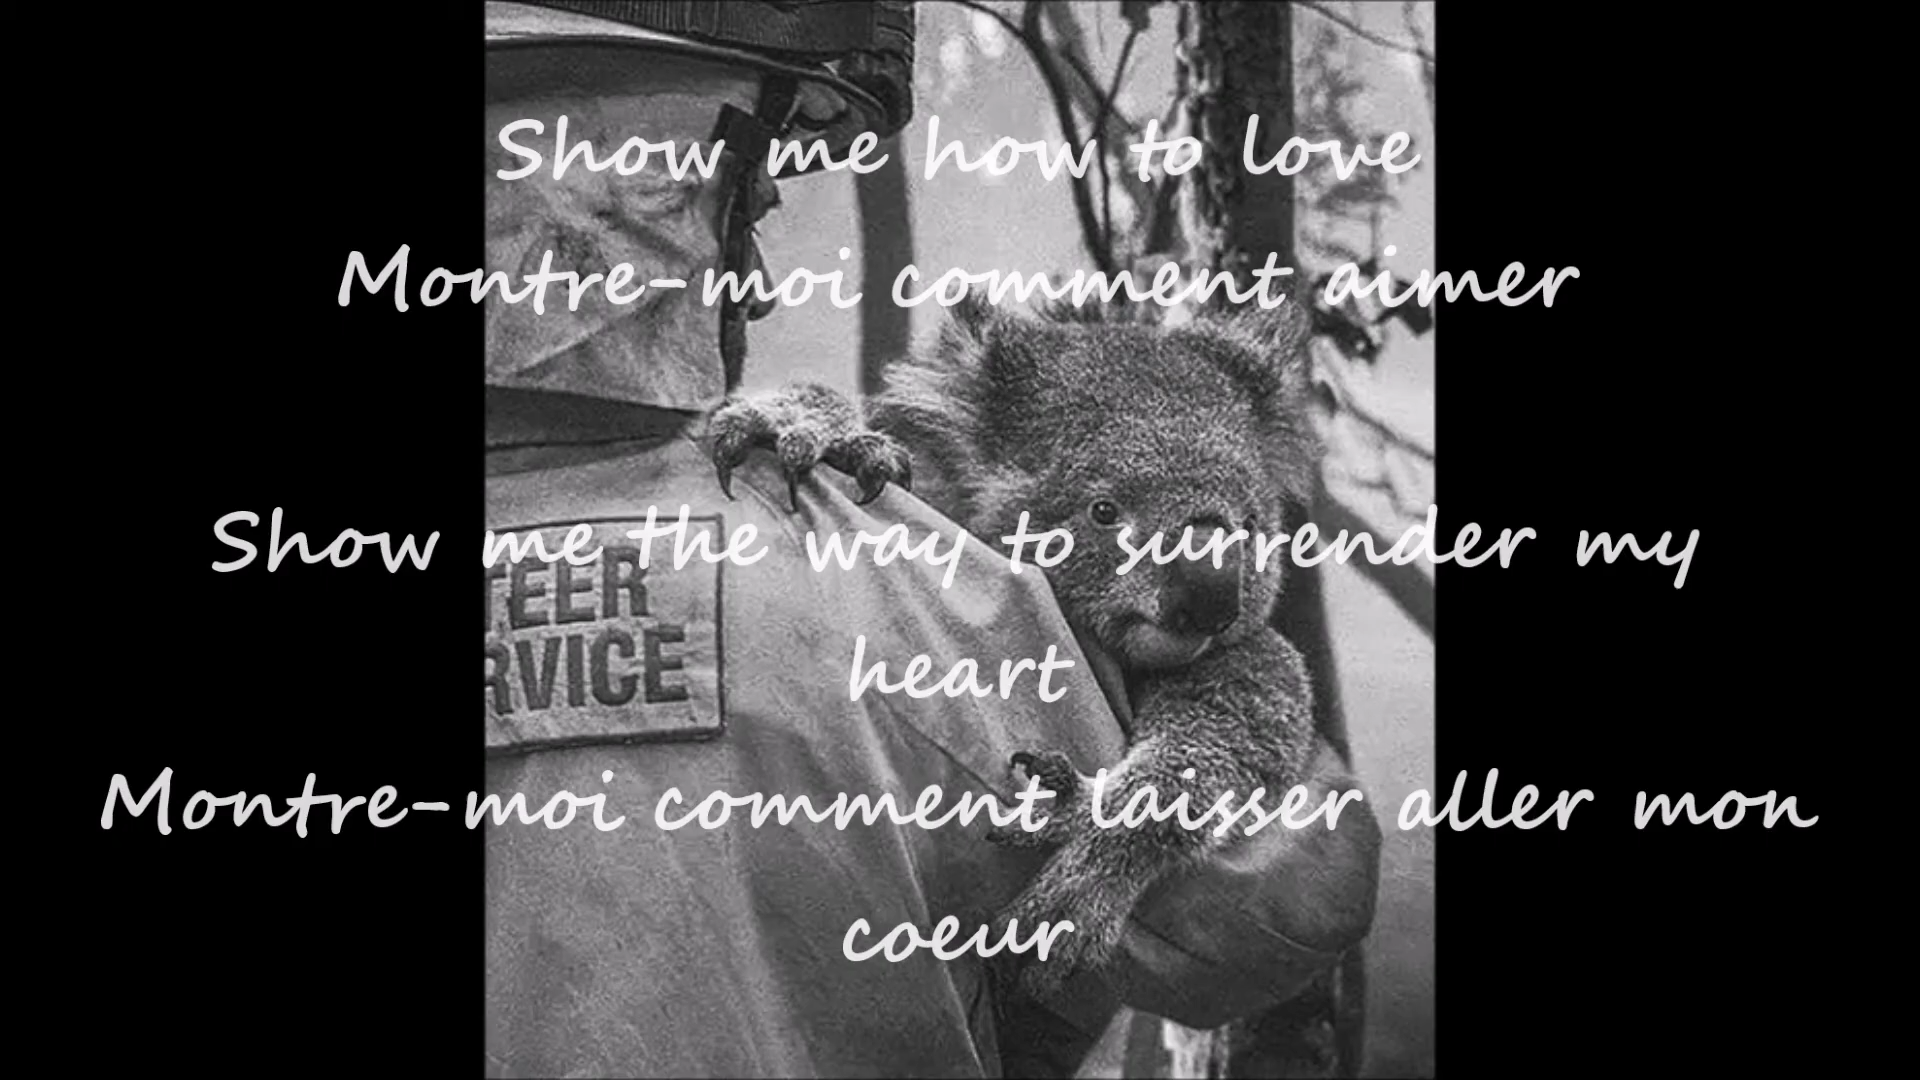 Show me how to love
Montre-moi comment aimer
Show me the way to surrender my
heart
Montre-moi comment laisser aller mon
coeur
TEER
RVICE